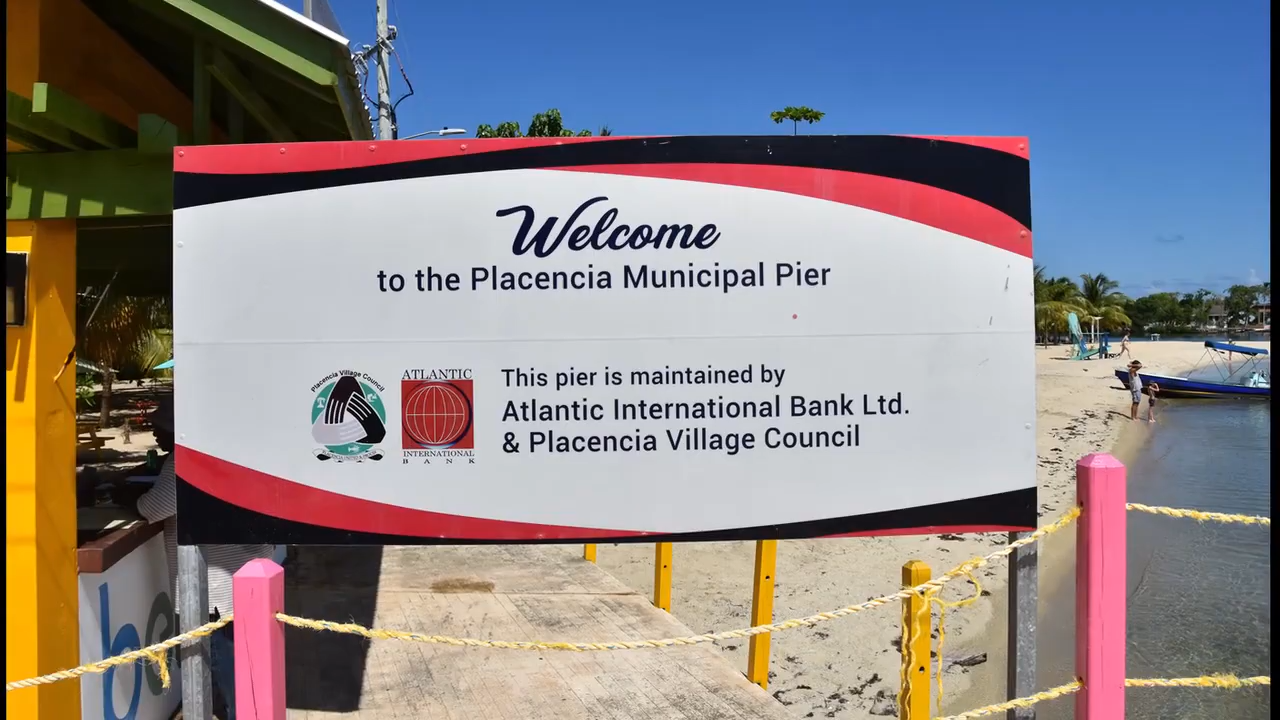 Welcome
to the Placencia Municipal Pier
Placencia Village Council
ATLANTIC
INTERNATIONAL
BANK
This pier is maintained by
Atlantic International Bank Ltd.
& Placencia Village Council